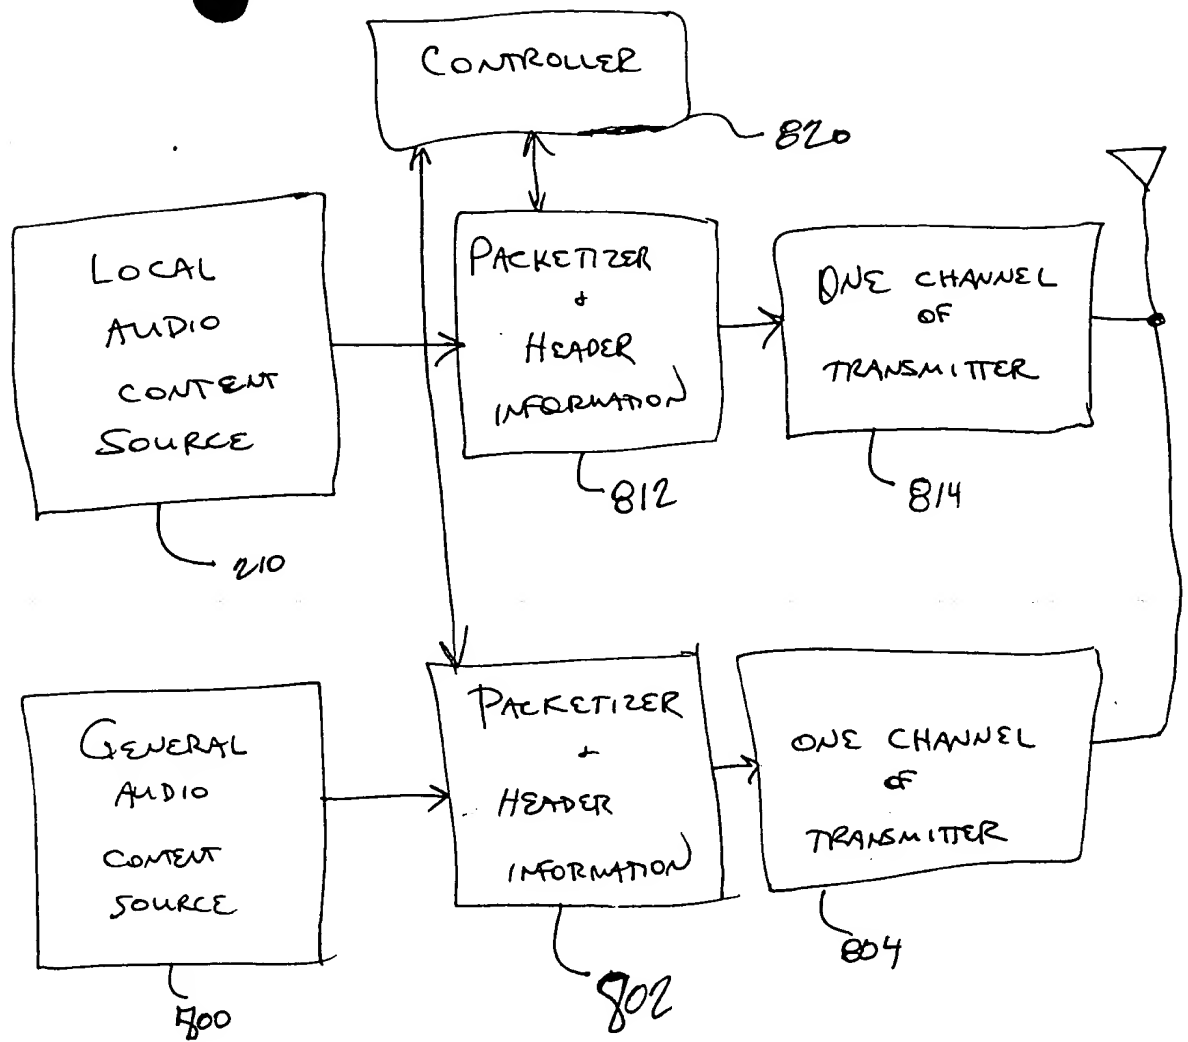 CONTROLLER
820
LOCAL
AUDIO
CONTENT
SOURCE
210
PACKETIZER
+
HEADER
INFORMATION
812
ONE CHANNEL
OF
TRANSMITTER
814
GENERAL
AUDIO
CONTENT
SOURCE
800
PACKETIZER
+
HEADER
INFORMATION
802
ONE CHANNEL
OF
TRANSMITTER
804